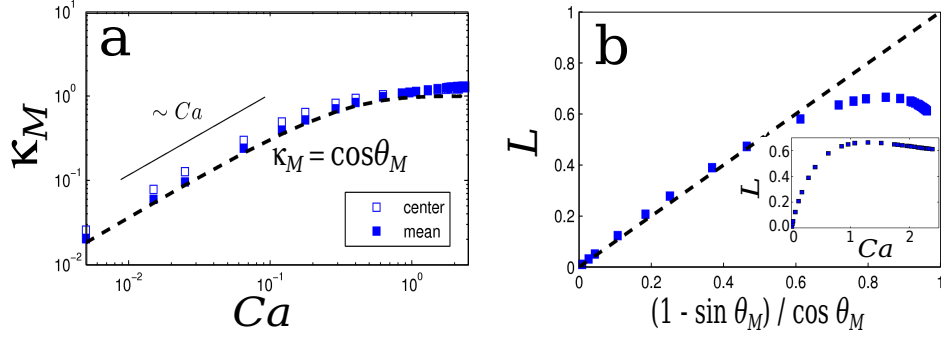 a
κ_M
10^1
10^0
10^-1
10^-2
~ Ca
κ_M = cosθ_M
center
mean
10^-2
10^-1
10^0
Ca
b
L
1
0.8
0.6
0.4
0.2
0
0
0.2
0.4
0.6
0.8
1
(1 - sin θ_M) / cos θ_M
L
0.6
0.4
0.2
0.0
0
1
2
Ca